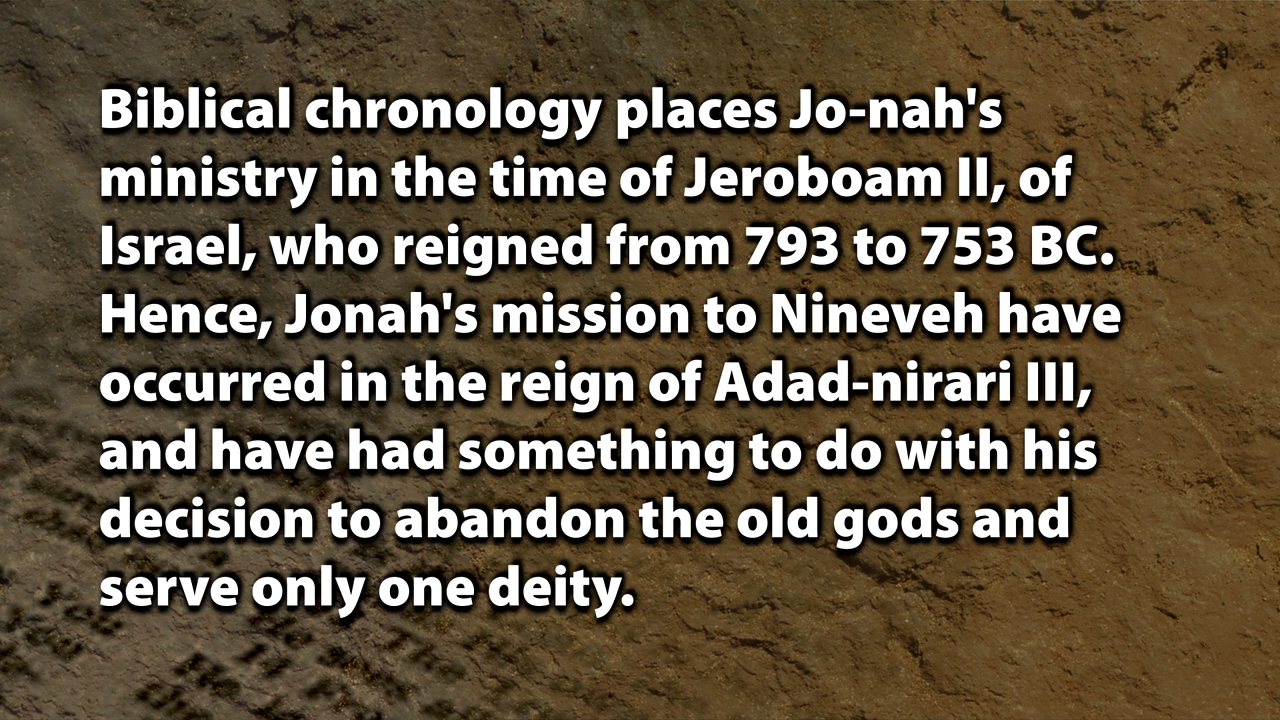 Biblical chronology places Jo-nah's
ministry in the time of Jeroboam II, of
Israel, who reigned from 793 to 753 BC.
Hence, Jonah's mission to Nineveh have
occurred in the reign of Adad-nirari III,
and have had something to do with his
decision to abandon the old gods and
serve only one deity.